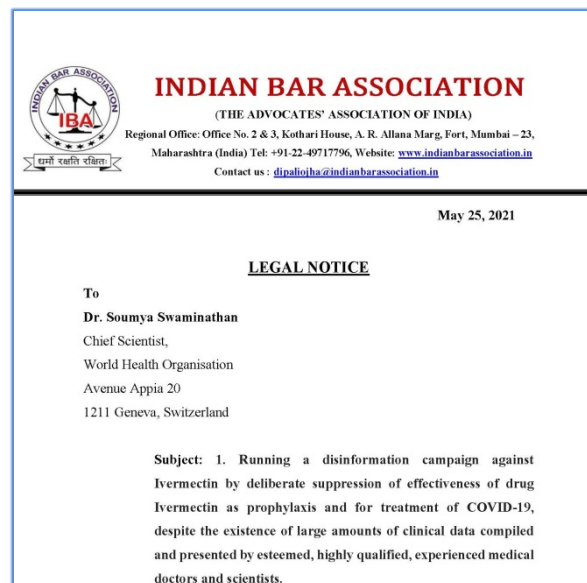 INDIAN BAR ASSOCIATION
(THE ADVOCATES' ASSOCIATION OF INDIA)
Regional Office: Office No. 2 & 3, Kothari House, A. R. Allana Marg, Fort, Mumbai – 23,
Maharashtra (India) Tel: +91-22-49717796, Website: www.indianbarassociation.in
Contact us : dipaliojha@indianbarassociation.in
INDIAN BAR ASSOCIATION
IBA
धर्मो रक्षति रक्षितः
May 25, 2021
LEGAL NOTICE
To
Dr. Soumya Swaminathan
Chief Scientist,
World Health Organisation
Avenue Appia 20
1211 Geneva, Switzerland
Subject: 1. Running a disinformation campaign against
Ivermectin by deliberate suppression of effectiveness of drug
Ivermectin as prophylaxis and for treatment of COVID-19,
despite the existence of large amounts of clinical data compiled
and presented by esteemed, highly qualified, experienced medical
doctors and scientists.